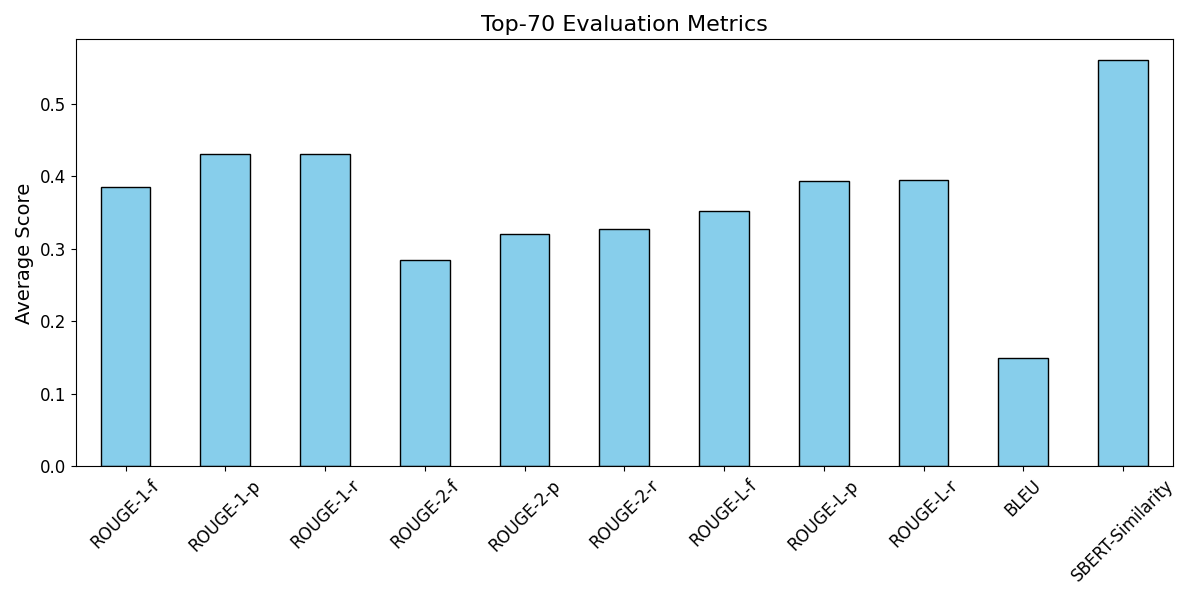 Top-70 Evaluation Metrics
Average Score
0.5
0.4
0.3
0.2
0.1
0.0
ROUGE-1-f
ROUGE-1-p
ROUGE-1-r
ROUGE-2-f
ROUGE-2-p
ROUGE-2-r
ROUGE-L-f
ROUGE-L-p
ROUGE-L-r
BLEU
SBERT-Similarity